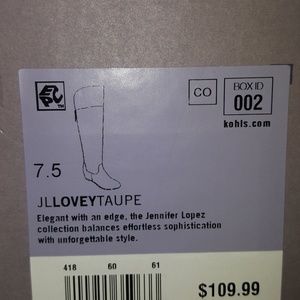 CO
BOX ID
002
kohls.com
7.5
JLLOVEYTAUPE
Elegant with an edge, the Jennifer Lopez
collection balances effortless sophistication
with unforgettable style.
418 60 61
$109.99